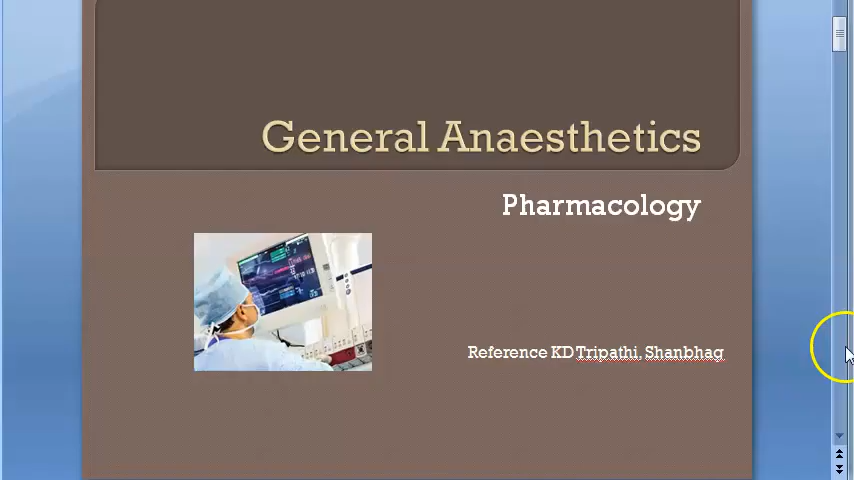 General Anaesthetics
Pharmacology
Reference KD Tripathi, Shanbhag